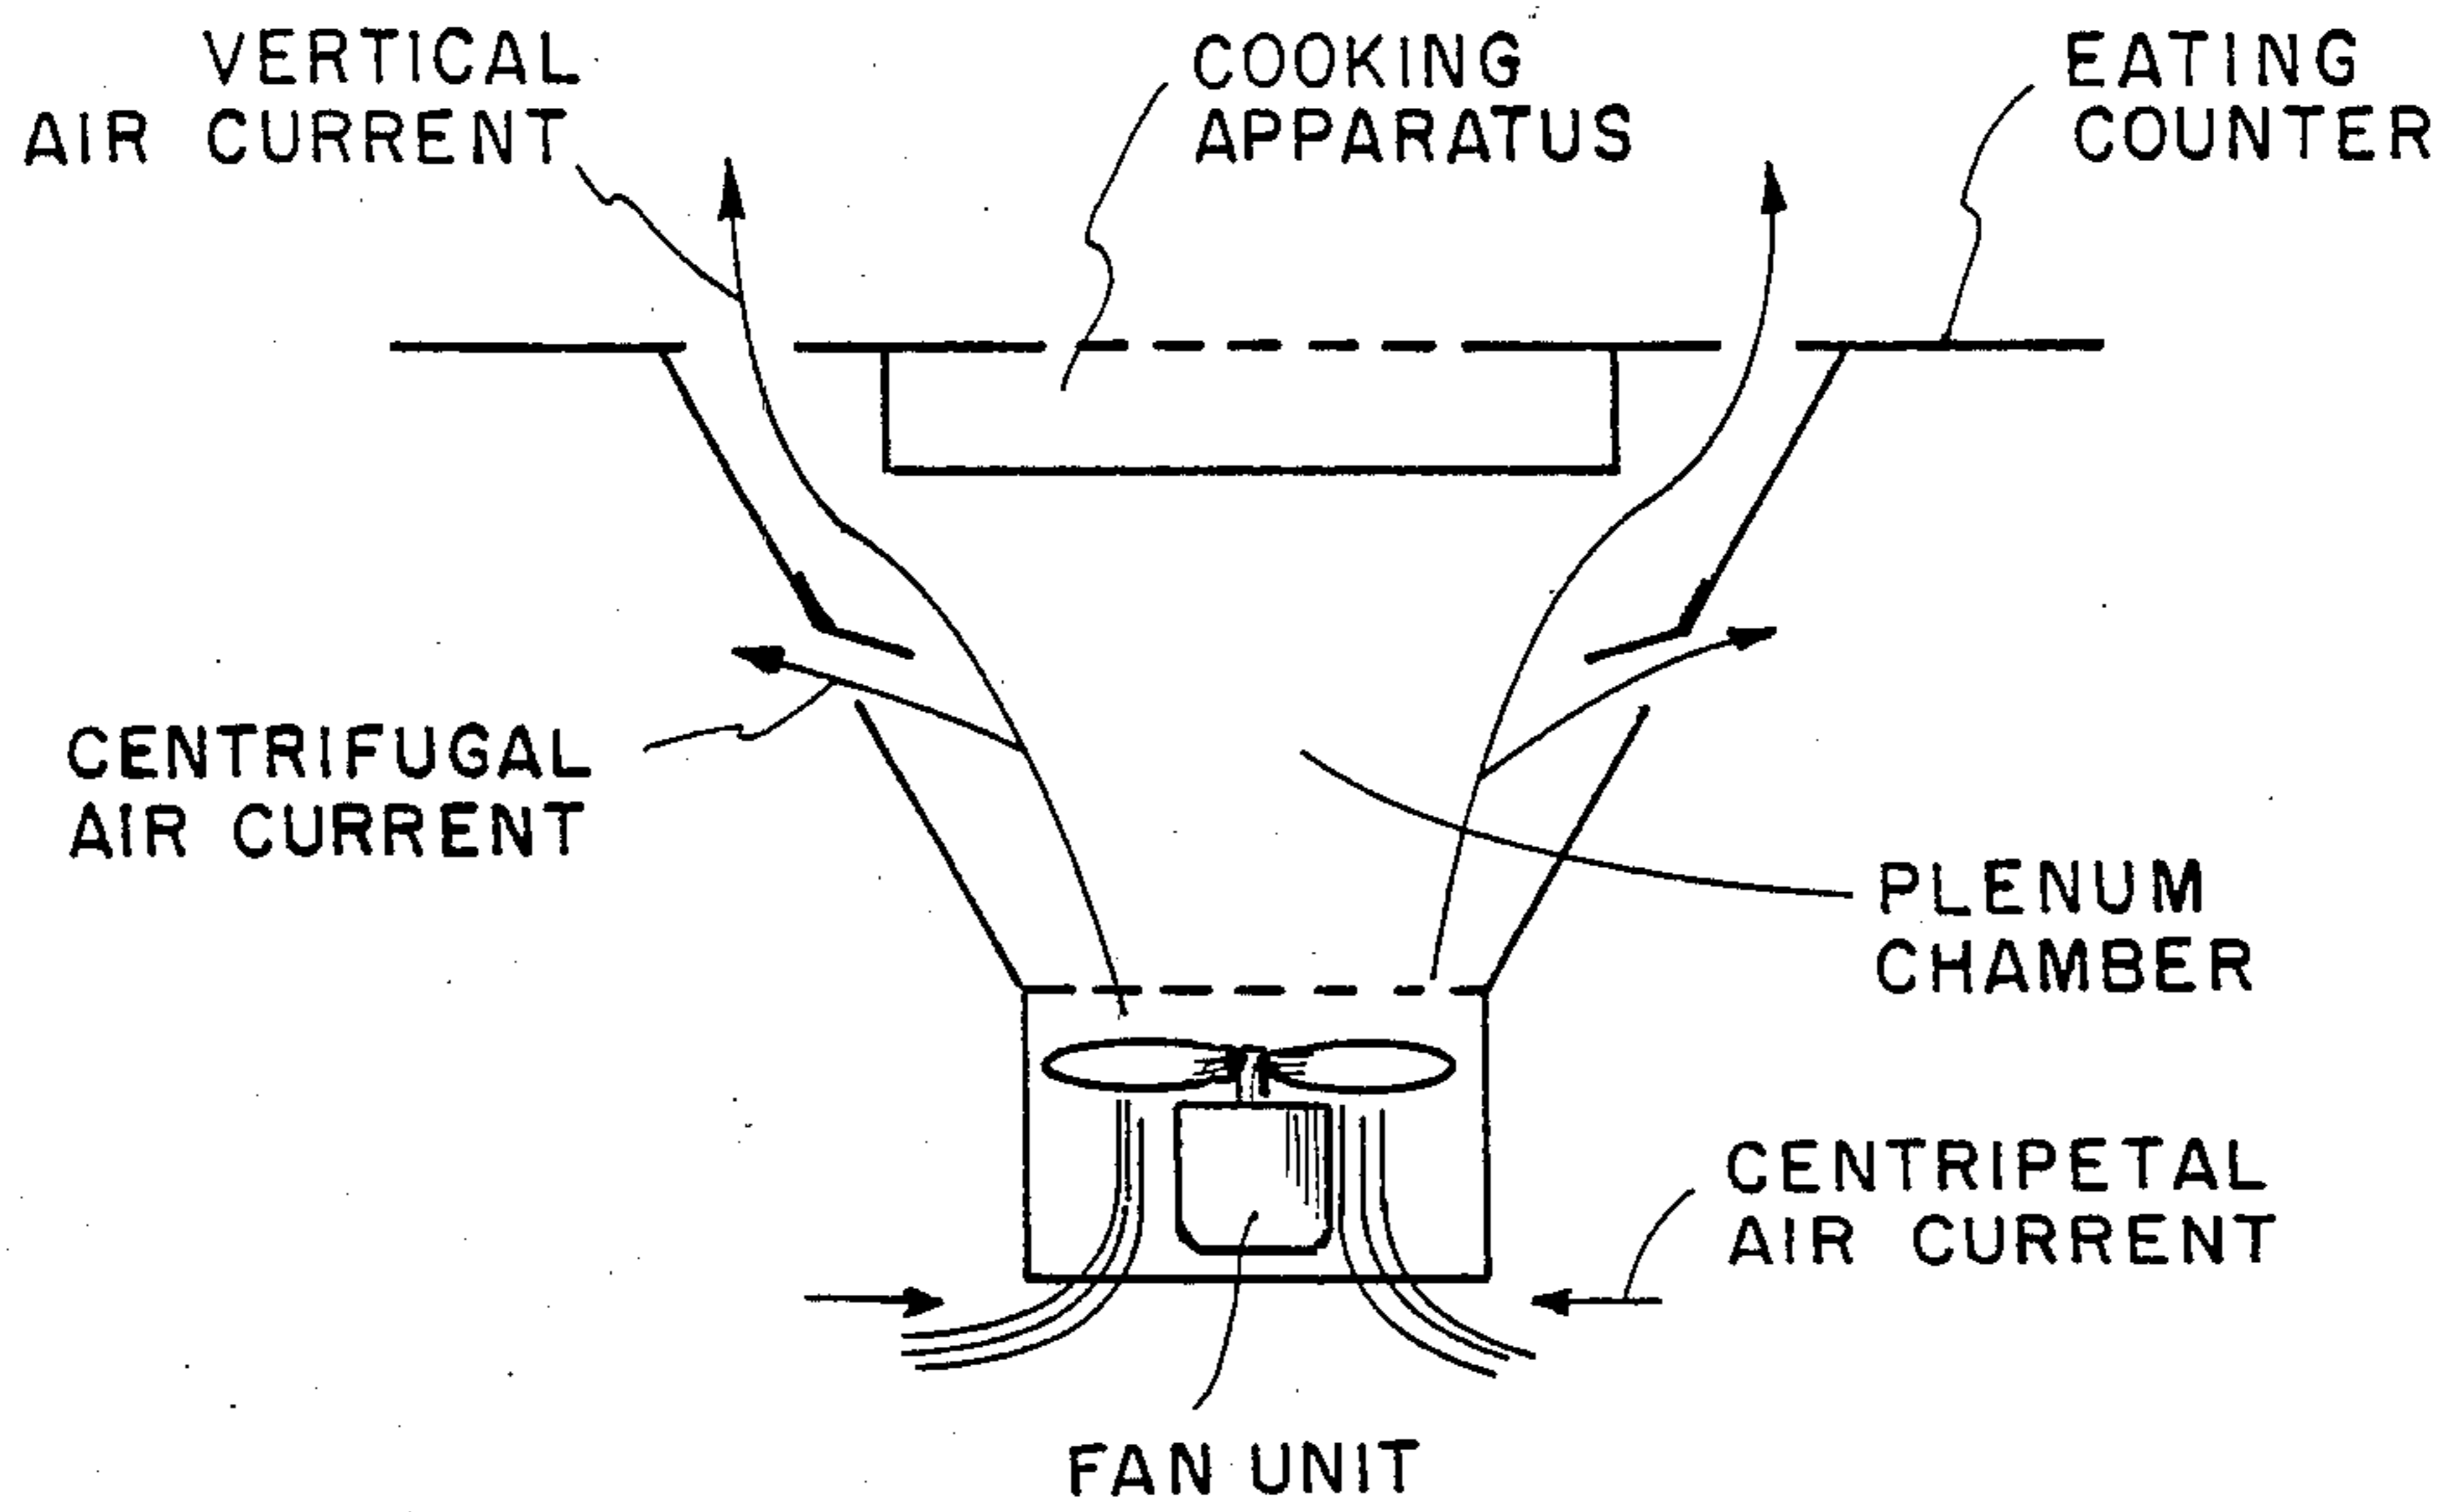 VERTICAL
AIR CURRENT
COOKING
APPARATUS
EATING
COUNTER
CENTRIFUGAL
AIR CURRENT
PLENUM
CHAMBER
CENTRIPETAL
AIR CURRENT
FAN UNIT